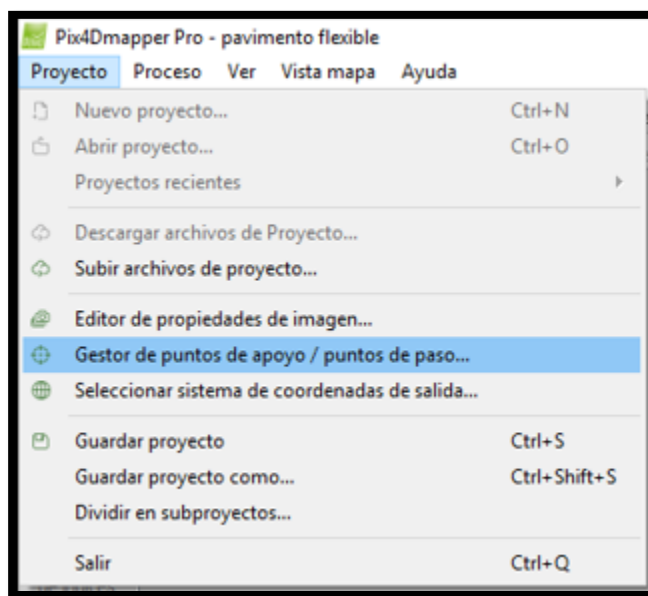 Pix4Dmapper Pro - pavimento flexible
Proyecto Proceso Ver Vista mapa Ayuda
Nuevo proyecto... Ctrl+N
Abrir proyecto... Ctrl+O
Proyectos recientes
Descargar archivos de Proyecto...
Subir archivos de proyecto...
Editor de propiedades de imagen...
Gestor de puntos de apoyo / puntos de paso...
Seleccionar sistema de coordenadas de salida...
Guardar proyecto Ctrl+S
Guardar proyecto como... Ctrl+Shift+S
Dividir en subproyectos...
Salir Ctrl+Q